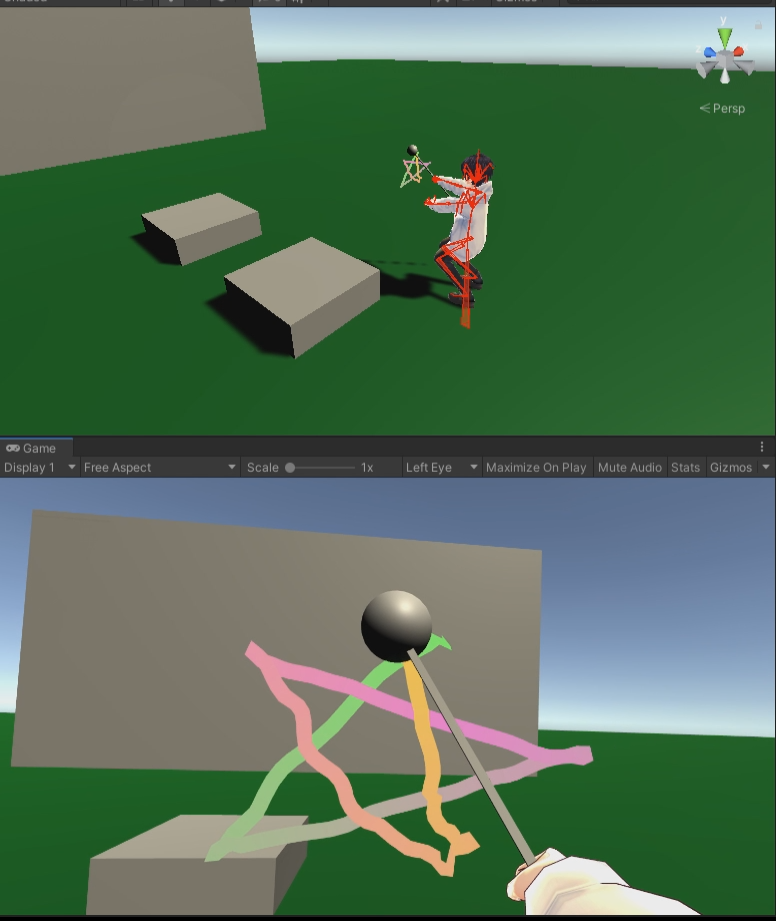 y
Persp
Game
Display 1 Free Aspect Scale 1x Left Eye Maximize On Play Mute Audio Stats Gizmos